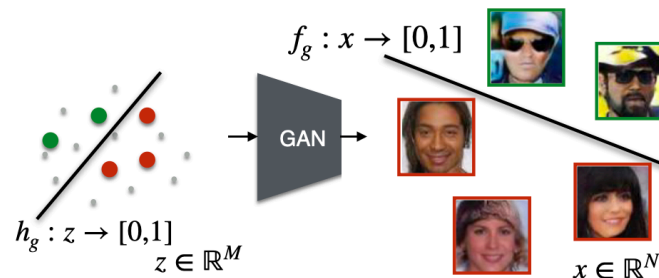 f_g : x → [0,1]
GAN
h_g : z → [0,1]
z ∈ ℝ^M
x ∈ ℝ^N